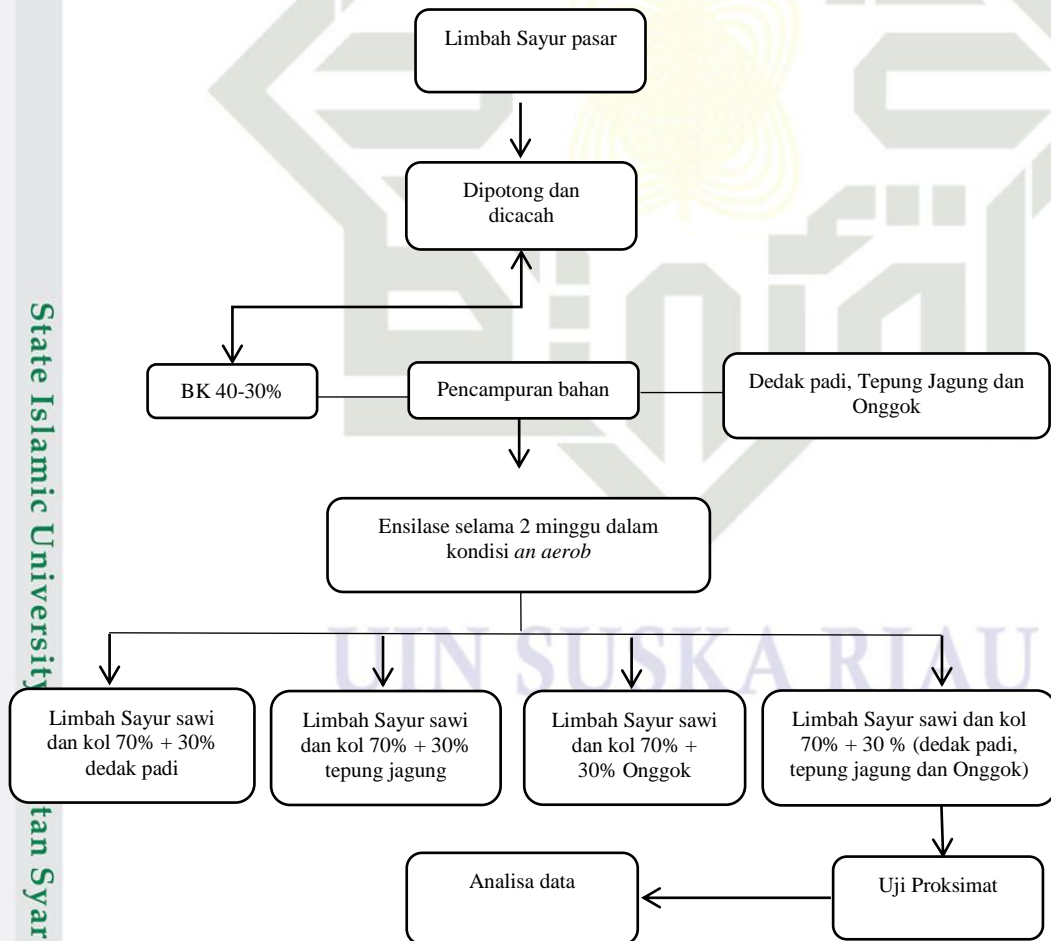 Limbah Sayur pasar
Dipotong dan
dicacah
BK 40-30%
Pencampuran bahan
Dedak padi, Tepung Jagung dan
Onggok
Ensilase selama 2 minggu dalam
kondisi an aerob
UIN SUSKA RIAU
Limbah Sayur sawi
dan kol 70% + 30%
dedak padi
Limbah Sayur sawi
dan kol 70% + 30%
tepung jagung
Limbah Sayur sawi
dan kol 70% +
30% Onggok
Limbah Sayur sawi dan kol
70% + 30 % (dedak padi,
tepung jagung dan Onggok)
Analisa data
Uji Proksimat
State Islamic University tan Syar